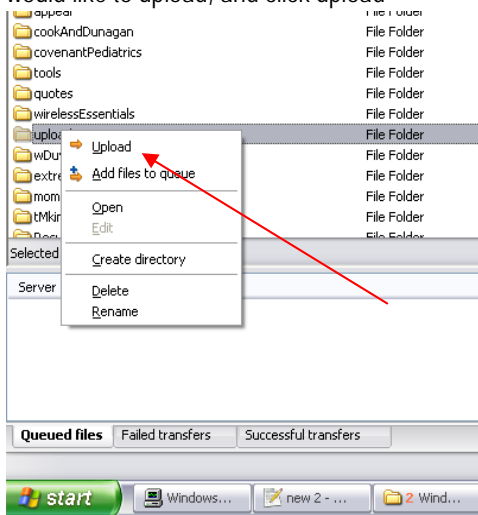 would like to upload, and click upload
appear File Folder
cookAndDunagan File Folder
covenantPediatrics File Folder
tools File Folder
quotes File Folder
wirelessEssentials File Folder
File Folder
File Folder
File Folder
File Folder
File Folder
File Folder
Upload
Add files to queue
Open
Edit
Create directory
Delete
Rename
Selected
Server
Queued files Failed transfers Successful transfers
start Windows... new 2 - ... 2 Wind...